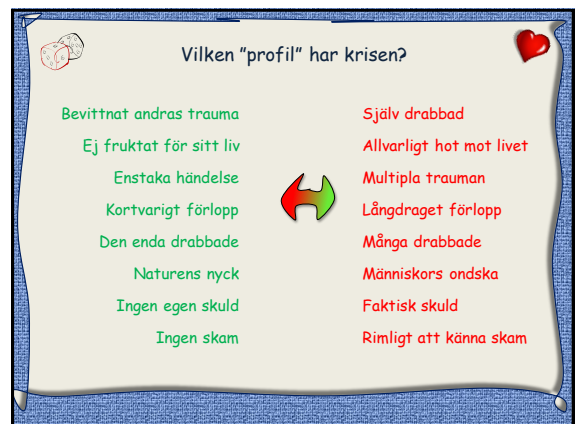 Vilken ”profil” har krisen?
Bevittnat andras trauma
Själv drabbad
Ej fruktat för sitt liv
Allvarligt hot mot livet
Enstaka händelse
Multipla trauman
Kortvarigt förlopp
Långdraget förlopp
Den enda drabbade
Många drabbade
Naturens nyck
Människors ondska
Ingen egen skuld
Faktisk skuld
Ingen skam
Rimligt att känna skam